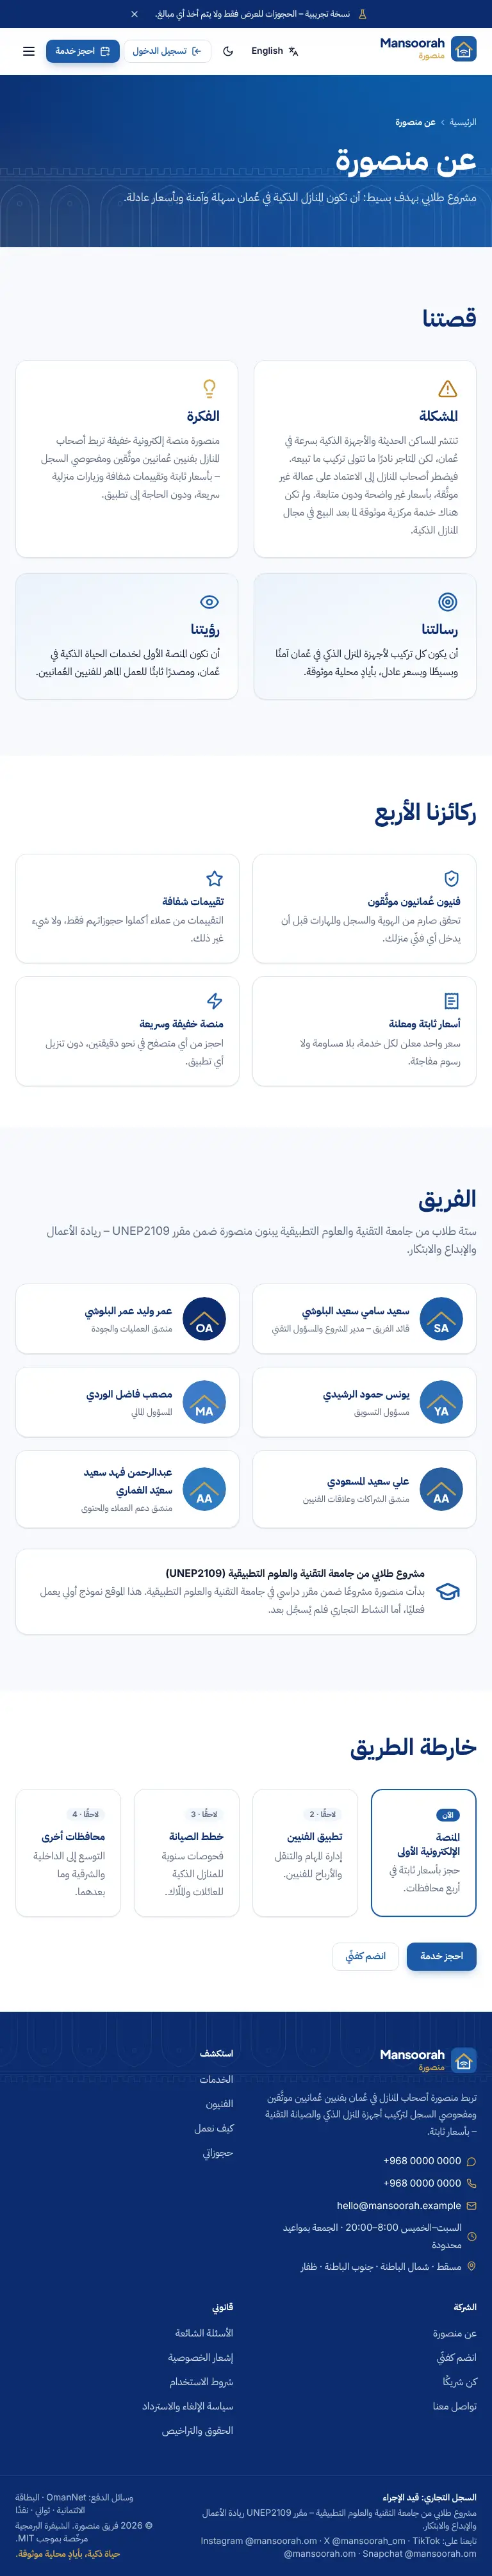 نسخة تجريبية – الحجوزات للعرض فقط ولا يتم أخذ أي مبالغ.
Mansoorah
منصورة
English
تسجيل الدخول
احجز خدمة
الرئيسية
عن منصورة
عن منصورة
مشروع طلابي بهدف بسيط: أن تكون المنازل الذكية في عُمان سهلة وآمنة وبأسعار عادلة.
قصتنا
المشكلة
تنتشر المساكن الحديثة والأجهزة الذكية بسرعة في
عُمان، لكن المتاجر نادرًا ما تتولى تركيب ما تبيعه.
فيضطر أصحاب المنازل إلى الاعتماد على عمالة غير
موثّقة، بأسعار غير واضحة ودون متابعة. ولم تكن
هناك خدمة مركزية موثوقة لما بعد البيع في مجال
المنازل الذكية.
الفكرة
منصورة منصة إلكترونية خفيفة تربط أصحاب
المنازل بفنيين عُمانيين موثَّقين ومفحوصي السجل
– بأسعار ثابتة وتقييمات شفافة وزيارات منزلية
سريعة، ودون الحاجة إلى تطبيق.
رسالتنا
أن يكون كل تركيب لأجهزة المنزل الذكي في عمان آمنًا
وبسيطًا وبسعر عادل، بأيادٍ محلية موثوقة.
رؤيتنا
أن نكون المنصة الأولى لخدمات الحياة الذكية في
عُمان، ومصدرًا ثابتًا للعمل الماهر للفنيين العُمانيين.
ركائزنا الأربع
فنيون عُمانيون موثَّقون
تحقق صارم من الهوية والسجل والمهارات قبل أن
يدخل أي فنّي منزلك.
تقييمات شفافة
التقييمات من عملاء أكملوا حجوزاتهم فقط، ولا شيء
غير ذلك.
أسعار ثابتة ومعلنة
سعر واحد معلن لكل خدمة، بلا مساومة ولا
رسوم مفاجئة.
منصة خفيفة وسريعة
احجز من أي متصفح في نحو دقيقتين، دون تنزيل
أي تطبيق.
الفريق
ستة طلاب من جامعة التقنية والعلوم التطبيقية يبنون منصورة ضمن مقرر UNEP2109 – ريادة الأعمال
والإبداع والابتكار.
SA
سعيد سامي سعيد البلوشي
قائد الفريق – مدير المشروع والمسؤول التقني
OA
عمر وليد عمر البلوشي
منسّق العمليات والجودة
YA
يونس حمود الرشيدي
مسؤول التسويق
MA
مصعب فاضل الوردي
المسؤول المالي
AA
علي سعيد المسعودي
منسّق الشراكات وعلاقات الفنيين
AA
عبدالرحمن فهد سعيد
سعيّد الغماري
منسّق دعم العملاء والمحتوى
مشروع طلابي من جامعة التقنية والعلوم التطبيقية (UNEP2109)
بدأت منصورة مشروعًا ضمن مقرر دراسي في جامعة التقنية والعلوم التطبيقية. هذا الموقع نموذج أولي يعمل
فعليًا، أما النشاط التجاري فلم يُسجَّل بعد.
خارطة الطريق
الآن
المنصة
الإلكترونية الأولى
حجز بأسعار ثابتة في
أربع محافظات.
لاحقًا · 2
تطبيق الفنيين
إدارة المهام والتنقل
والأرباح للفنيين.
لاحقًا · 3
خطط الصيانة
فحوصات سنوية
للمنازل الذكية
للعائلات والملّاك.
لاحقًا · 4
محافظات أخرى
التوسع إلى الداخلية
والشرقية وما
بعدهما.
احجز خدمة
انضم كفنّي
Mansoorah
منصورة
تربط منصورة أصحاب المنازل في عُمان بفنيين عُمانيين موثَّقين
ومفحوصي السجل لتركيب أجهزة المنزل الذكي والصيانة التقنية
– بأسعار ثابتة.
+968 0000 0000
+968 0000 0000
hello@mansoorah.example
السبت–الخميس 8:00–20:00 · الجمعة بمواعيد
محدودة
مسقط · شمال الباطنة · جنوب الباطنة · ظفار
استكشف
الخدمات
الفنيون
كيف نعمل
حجوزاتي
الشركة
عن منصورة
انضم كفنّي
كن شريكًا
تواصل معنا
قانوني
الأسئلة الشائعة
إشعار الخصوصية
شروط الاستخدام
سياسة الإلغاء والاسترداد
الحقوق والتراخيص
السجل التجاري: قيد الإجراء
مشروع طلابي من جامعة التقنية والعلوم التطبيقية – مقرر UNEP2109 ريادة الأعمال
والإبداع والابتكار.
تابعنا على: Instagram @mansoorah.om · X @mansoorah_om · TikTok
@mansoorah.om · Snapchat @mansoorah.om
وسائل الدفع: OmanNet · البطاقة
الائتمانية · ثواني · نقدًا
© 2026 فريق منصورة. الشيفرة البرمجية
مرخّصة بموجب MIT.
حياة ذكية، بأيادٍ محلية موثوقة.